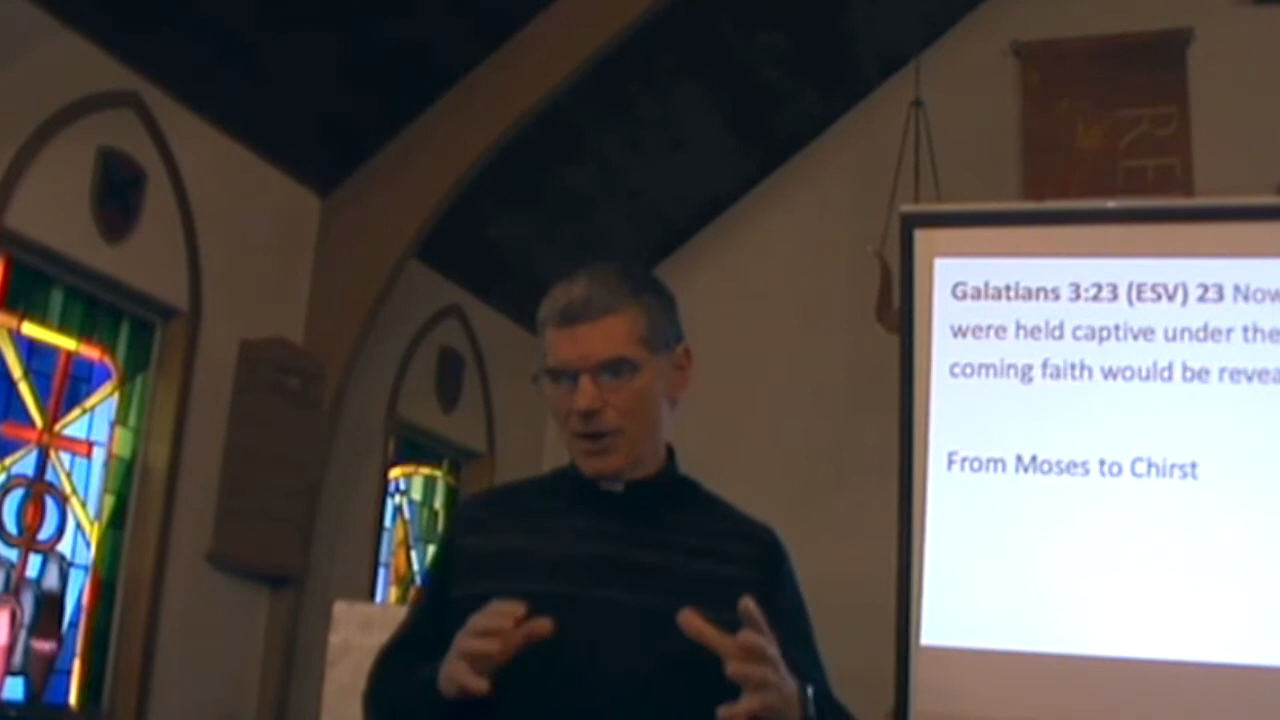 RE
Galatians 3:23 (ESV) 23 Now
were held captive under the
coming faith would be revea
From Moses to Chirst